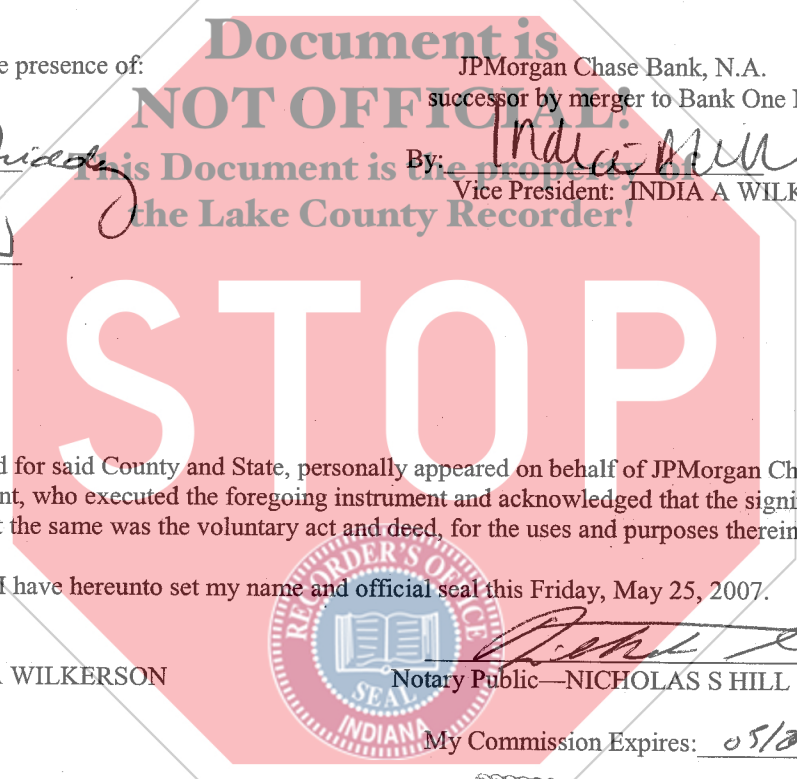 Document is
e presence of:
JPMorgan Chase Bank, N.A.
NOT OFFICIAL!
successor by merger to Bank One
This Document is the property of
By:
Vice President: INDIA A WILK
the Lake County Recorder!
STOP
d for said County and State, personally appeared on behalf of JPMorgan Ch
nt, who executed the foregoing instrument and acknowledged that the signi
t the same was the voluntary act and deed, for the uses and purposes therein
I have hereunto set my name and official seal this Friday, May 25, 2007.
RECORDER'S OFFICE
SEAL
INDIANA
WILKERSON
Notary Public—NICHOLAS S HILL
My Commission Expires: 05/